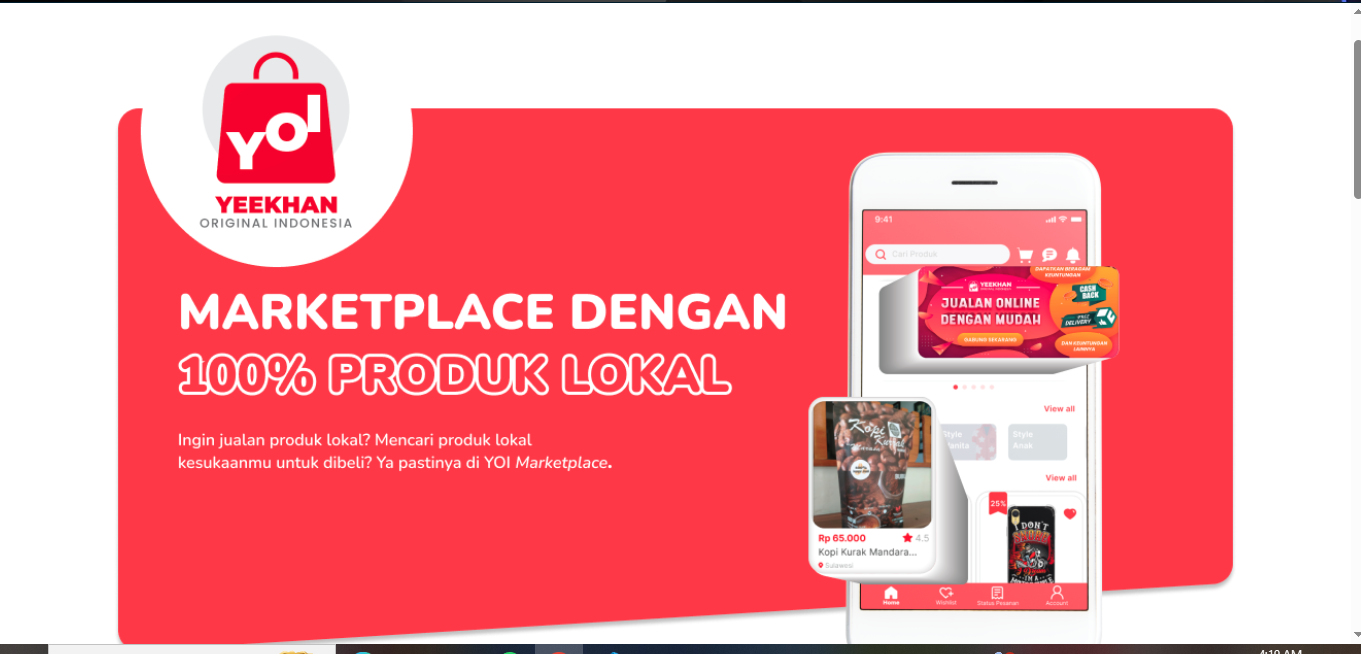 YOI
YEEKHAN
ORIGINAL INDONESIA
MARKETPLACE DENGAN
100% PRODUK LOKAL
Ingin jualan produk lokal? Mencari produk lokal
kesukaanmu untuk dibeli? Ya pastinya di YOI Marketplace.
9:41
Cari Produk
YEEKHAN
DAPATKAN BERAGAM
KEUNTUNGAN
JUALAN ONLINE
DENGAN MUDAH
CASH
BACK
FREE
DELIVERY
GABUNG SEKARANG
DAN KEUNTUNGAN
LAINNYA
View all
Style
Style
Anak
View all
Kopi
25%
I DON'T
IN A
Rp 65.000
4.5
Kopi Kurak Mandara...
Sulawesi
Home
Wishlist
Status Pesanan
Account